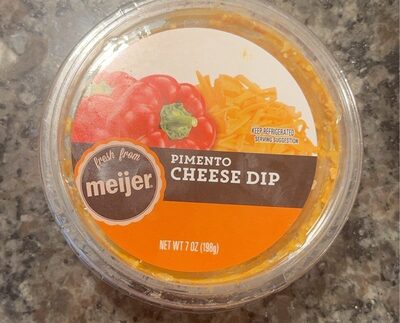 KEEP REFRIGERATED
SERVING SUGGESTION
fresh from
meijer
PIMENTO
CHEESE DIP
NET WT 7 OZ (198g)